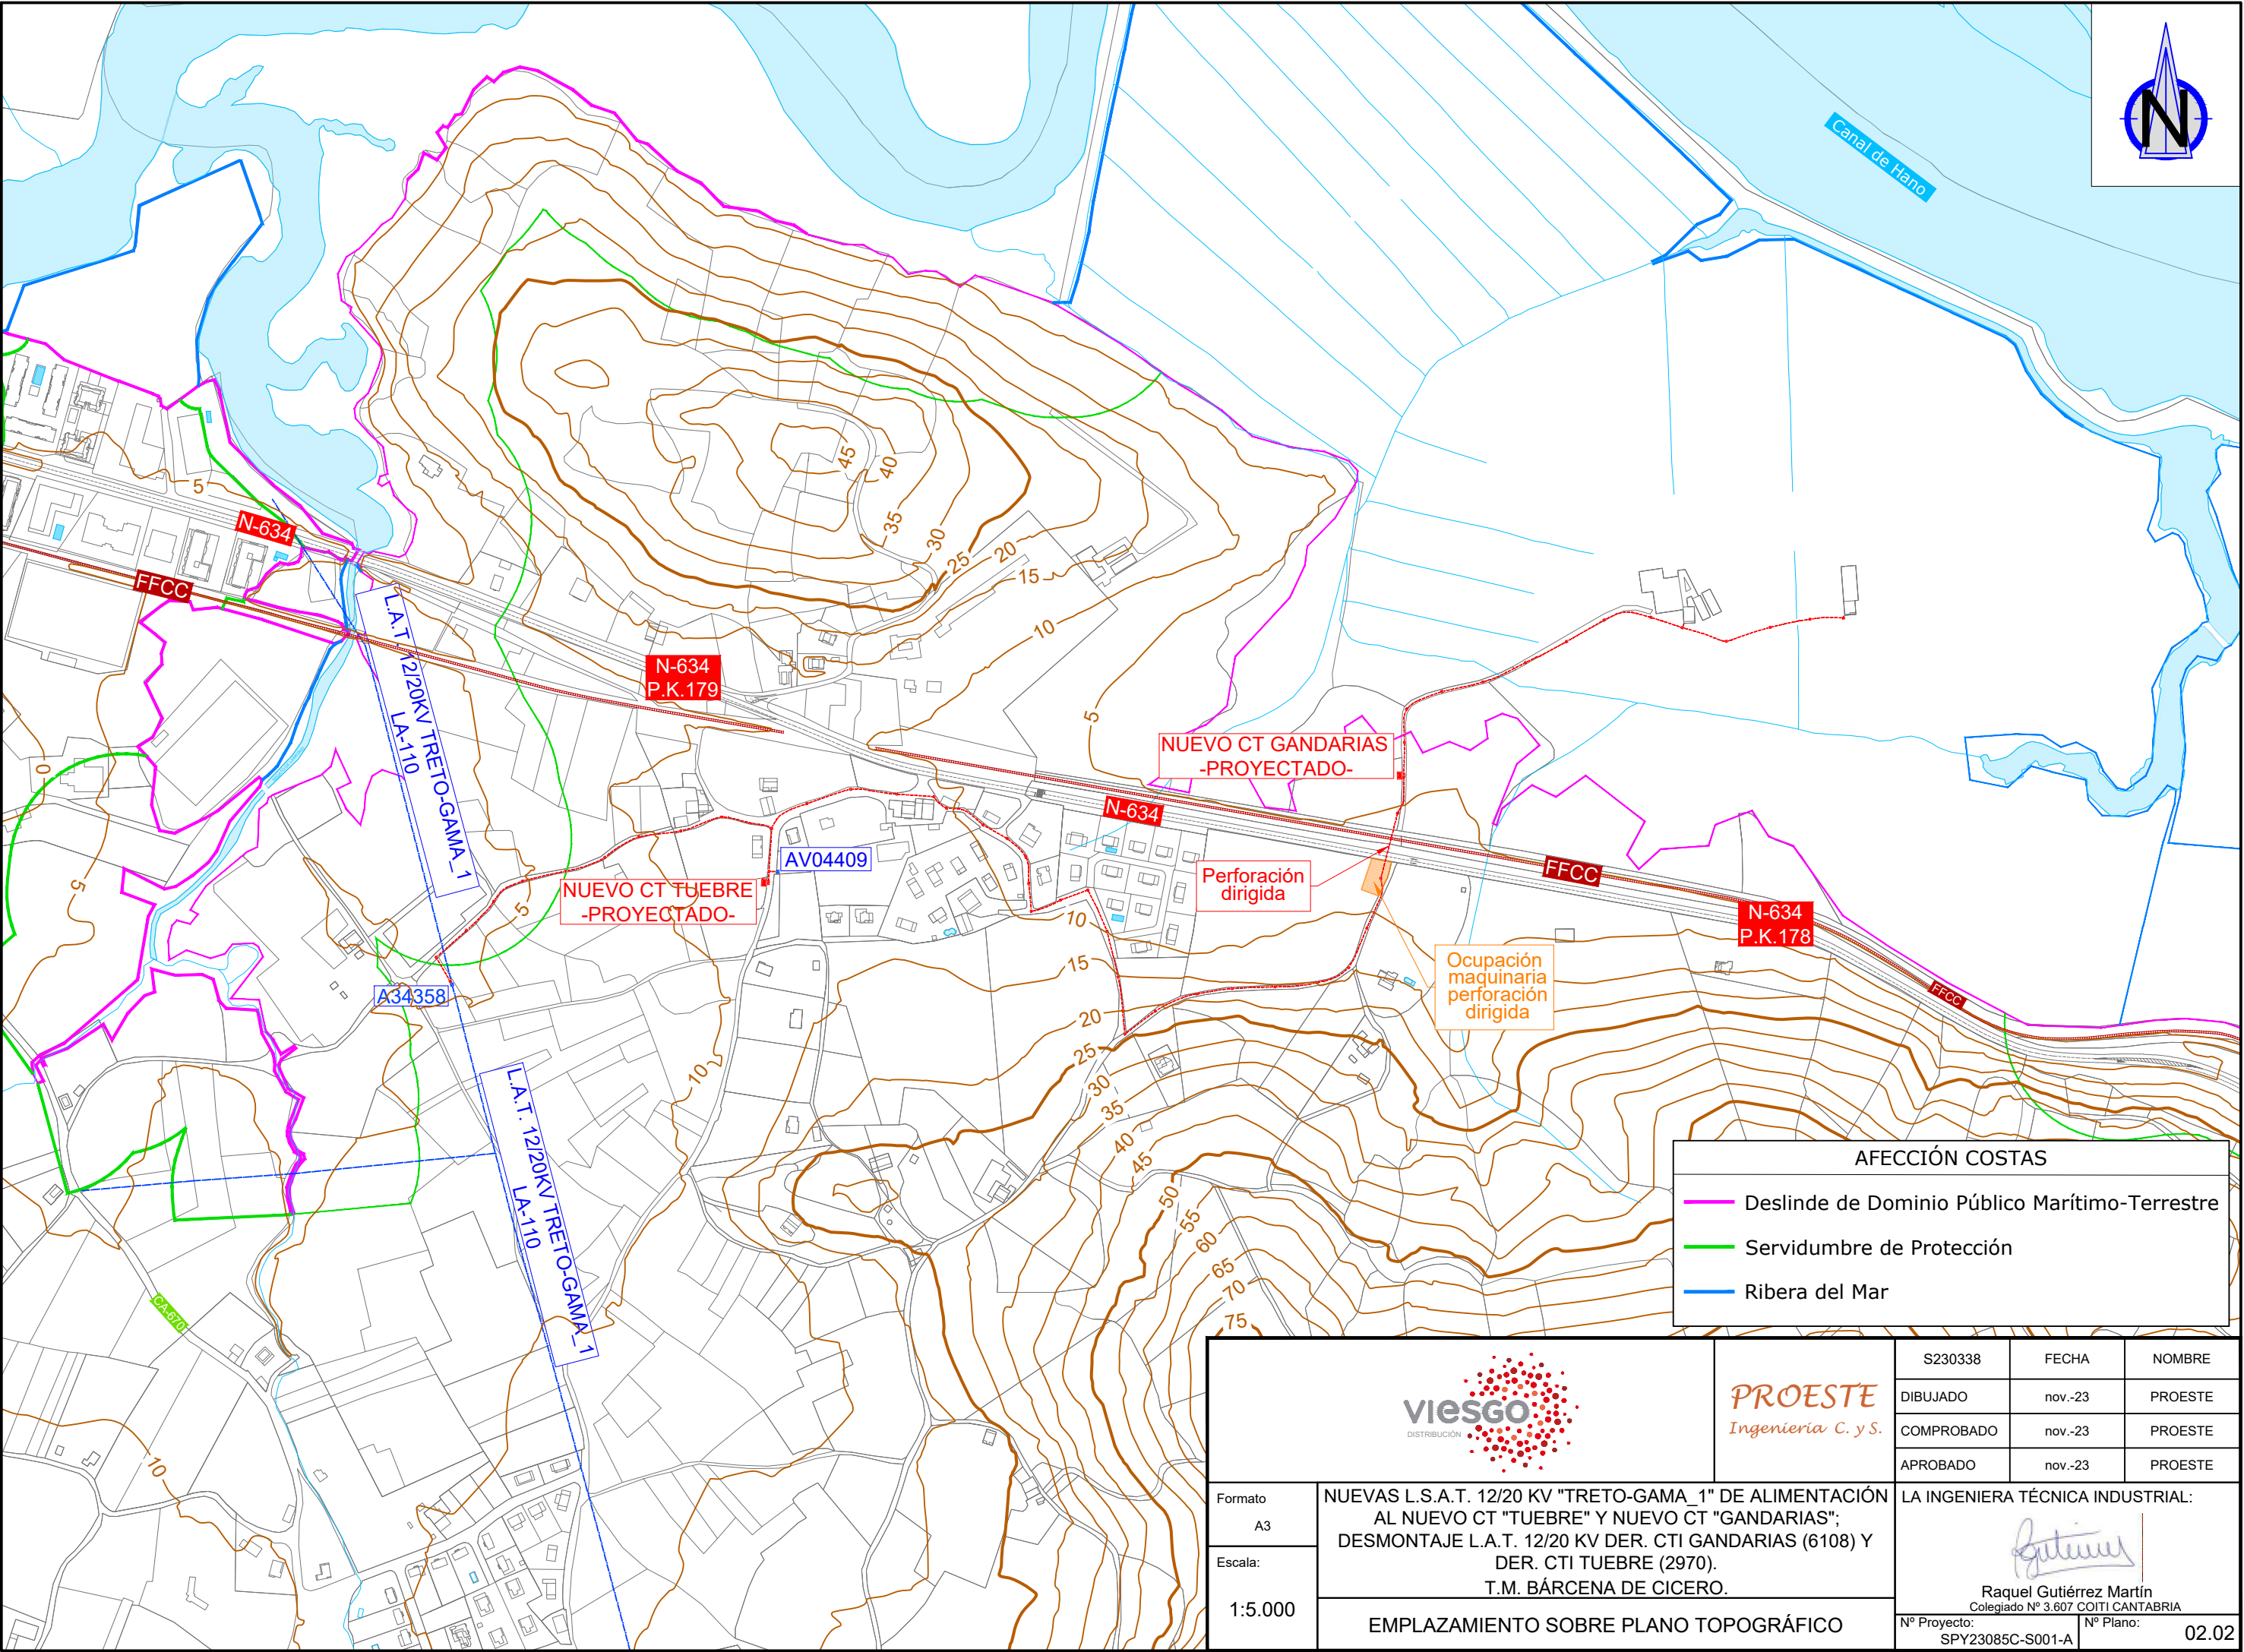 Canal de Hano
N
45
40
35
30
25
20
15
10
5
5
N-634
FFCC
L.A.T 12/20KV TRETO-GAMA_1
LA-110
N-634
P.K.179
5
NUEVO CT GANDARIAS
-PROYECTADO-
N-634
0
5
AV04409
NUEVO CT TUEBRE
-PROYECTADO-
5
Perforación
dirigida
FFCC
N-634
P.K.178
Ocupación
maquinaria
perforación
dirigida
FFCC
A34358
10
15
20
25
30
35
40
45
50
55
60
65
70
75
10
L.A.T. 12/20KV TRETO-GAMA_1
LA-110
CA-670
10
AFECCIÓN COSTAS
Deslinde de Dominio Público Marítimo-Terrestre
Servidumbre de Protección
Ribera del Mar
viesgo
DISTRIBUCIÓN
PROESTE
Ingeniería C. y S.
S230338 FECHA NOMBRE
DIBUJADO nov.-23 PROESTE
COMPROBADO nov.-23 PROESTE
APROBADO nov.-23 PROESTE
Formato
A3
Escala:
1:5.000
NUEVAS L.S.A.T. 12/20 KV "TRETO-GAMA_1" DE ALIMENTACIÓN
AL NUEVO CT "TUEBRE" Y NUEVO CT "GANDARIAS";
DESMONTAJE L.A.T. 12/20 KV DER. CTI GANDARIAS (6108) Y
DER. CTI TUEBRE (2970).
T.M. BÁRCENA DE CICERO.
EMPLAZAMIENTO SOBRE PLANO TOPOGRÁFICO
LA INGENIERA TÉCNICA INDUSTRIAL:
Raquel Gutiérrez Martín
Colegiado Nº 3.607 COITI CANTABRIA
Nº Proyecto:
SPY23085C-S001-A
Nº Plano:
02.02